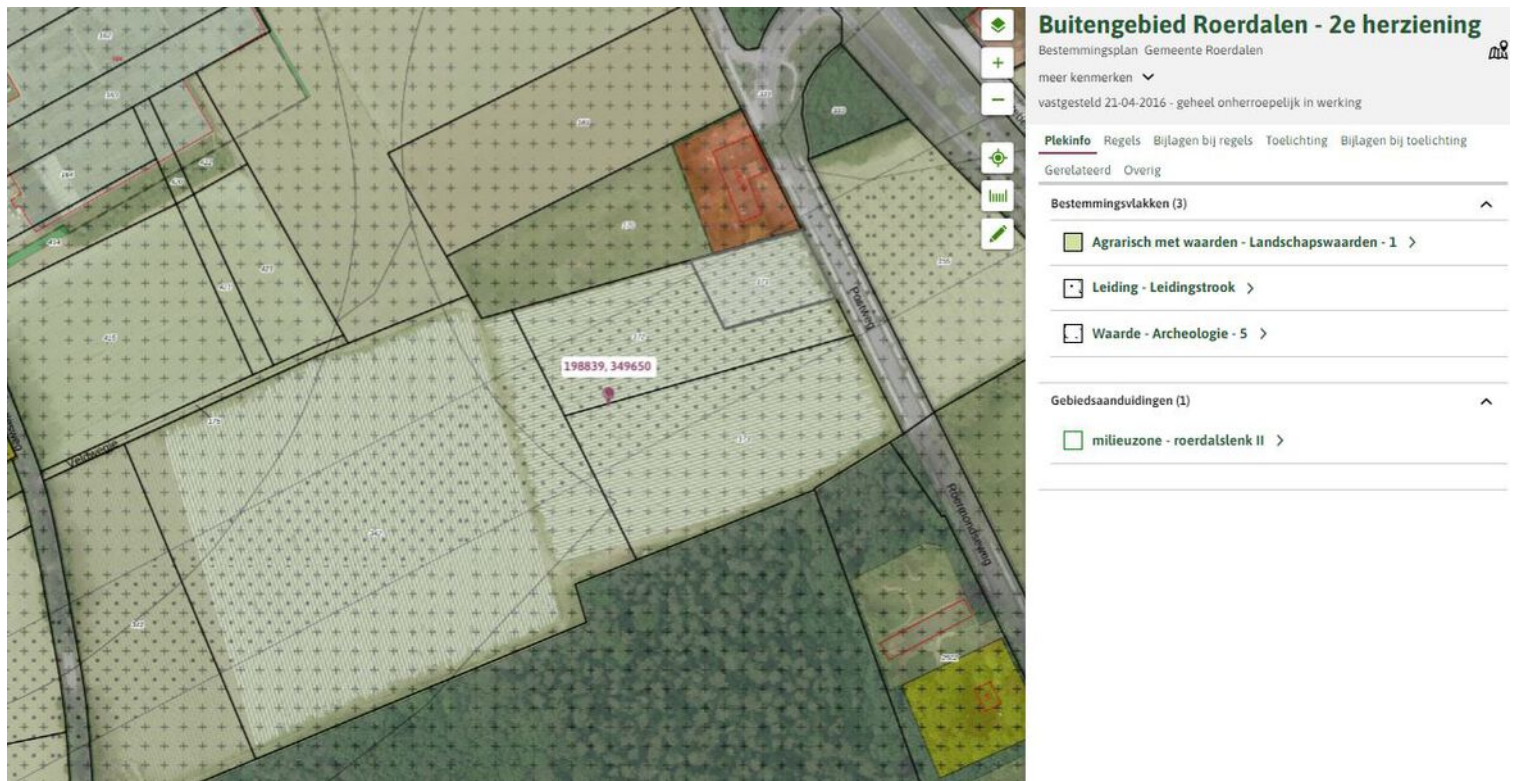 Buitengebied Roerdalen - 2e herziening
Bestemmingsplan Gemeente Roerdalen
meer kenmerken
vastgesteld 21-04-2016 - geheel onherroepelijk in werking
Plekinfo Regels Bijlagen bij regels Toelichting Bijlagen bij toelichting
Gerelateerd Overig
Bestemmingsvlakken (3)
Agrarisch met waarden - Landschapswaarden - 1
Leiding - Leidingstrook
Waarde - Archeologie - 5
Gebiedsaanduidingen (1)
milieuzone - roerdalslenk II
198839, 349650
Postweg
Roermondseweg
Veldwegje